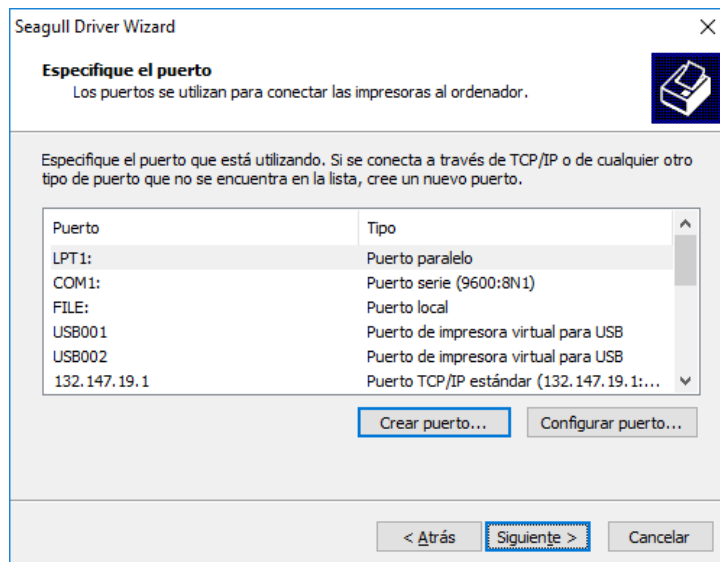 Seagull Driver Wizard
Especifique el puerto
Los puertos se utilizan para conectar las impresoras al ordenador.
Especifique el puerto que está utilizando. Si se conecta a través de TCP/IP o de cualquier otro
tipo de puerto que no se encuentra en la lista, cree un nuevo puerto.
Puerto Tipo
LPT1: Puerto paralelo
COM1: Puerto serie (9600:8N1)
FILE: Puerto local
USB001 Puerto de impresora virtual para USB
USB002 Puerto de impresora virtual para USB
132.147.19.1 Puerto TCP/IP estándar (132.147.19.1:...
Crear puerto... Configurar puerto...
< Atrás Siguiente > Cancelar